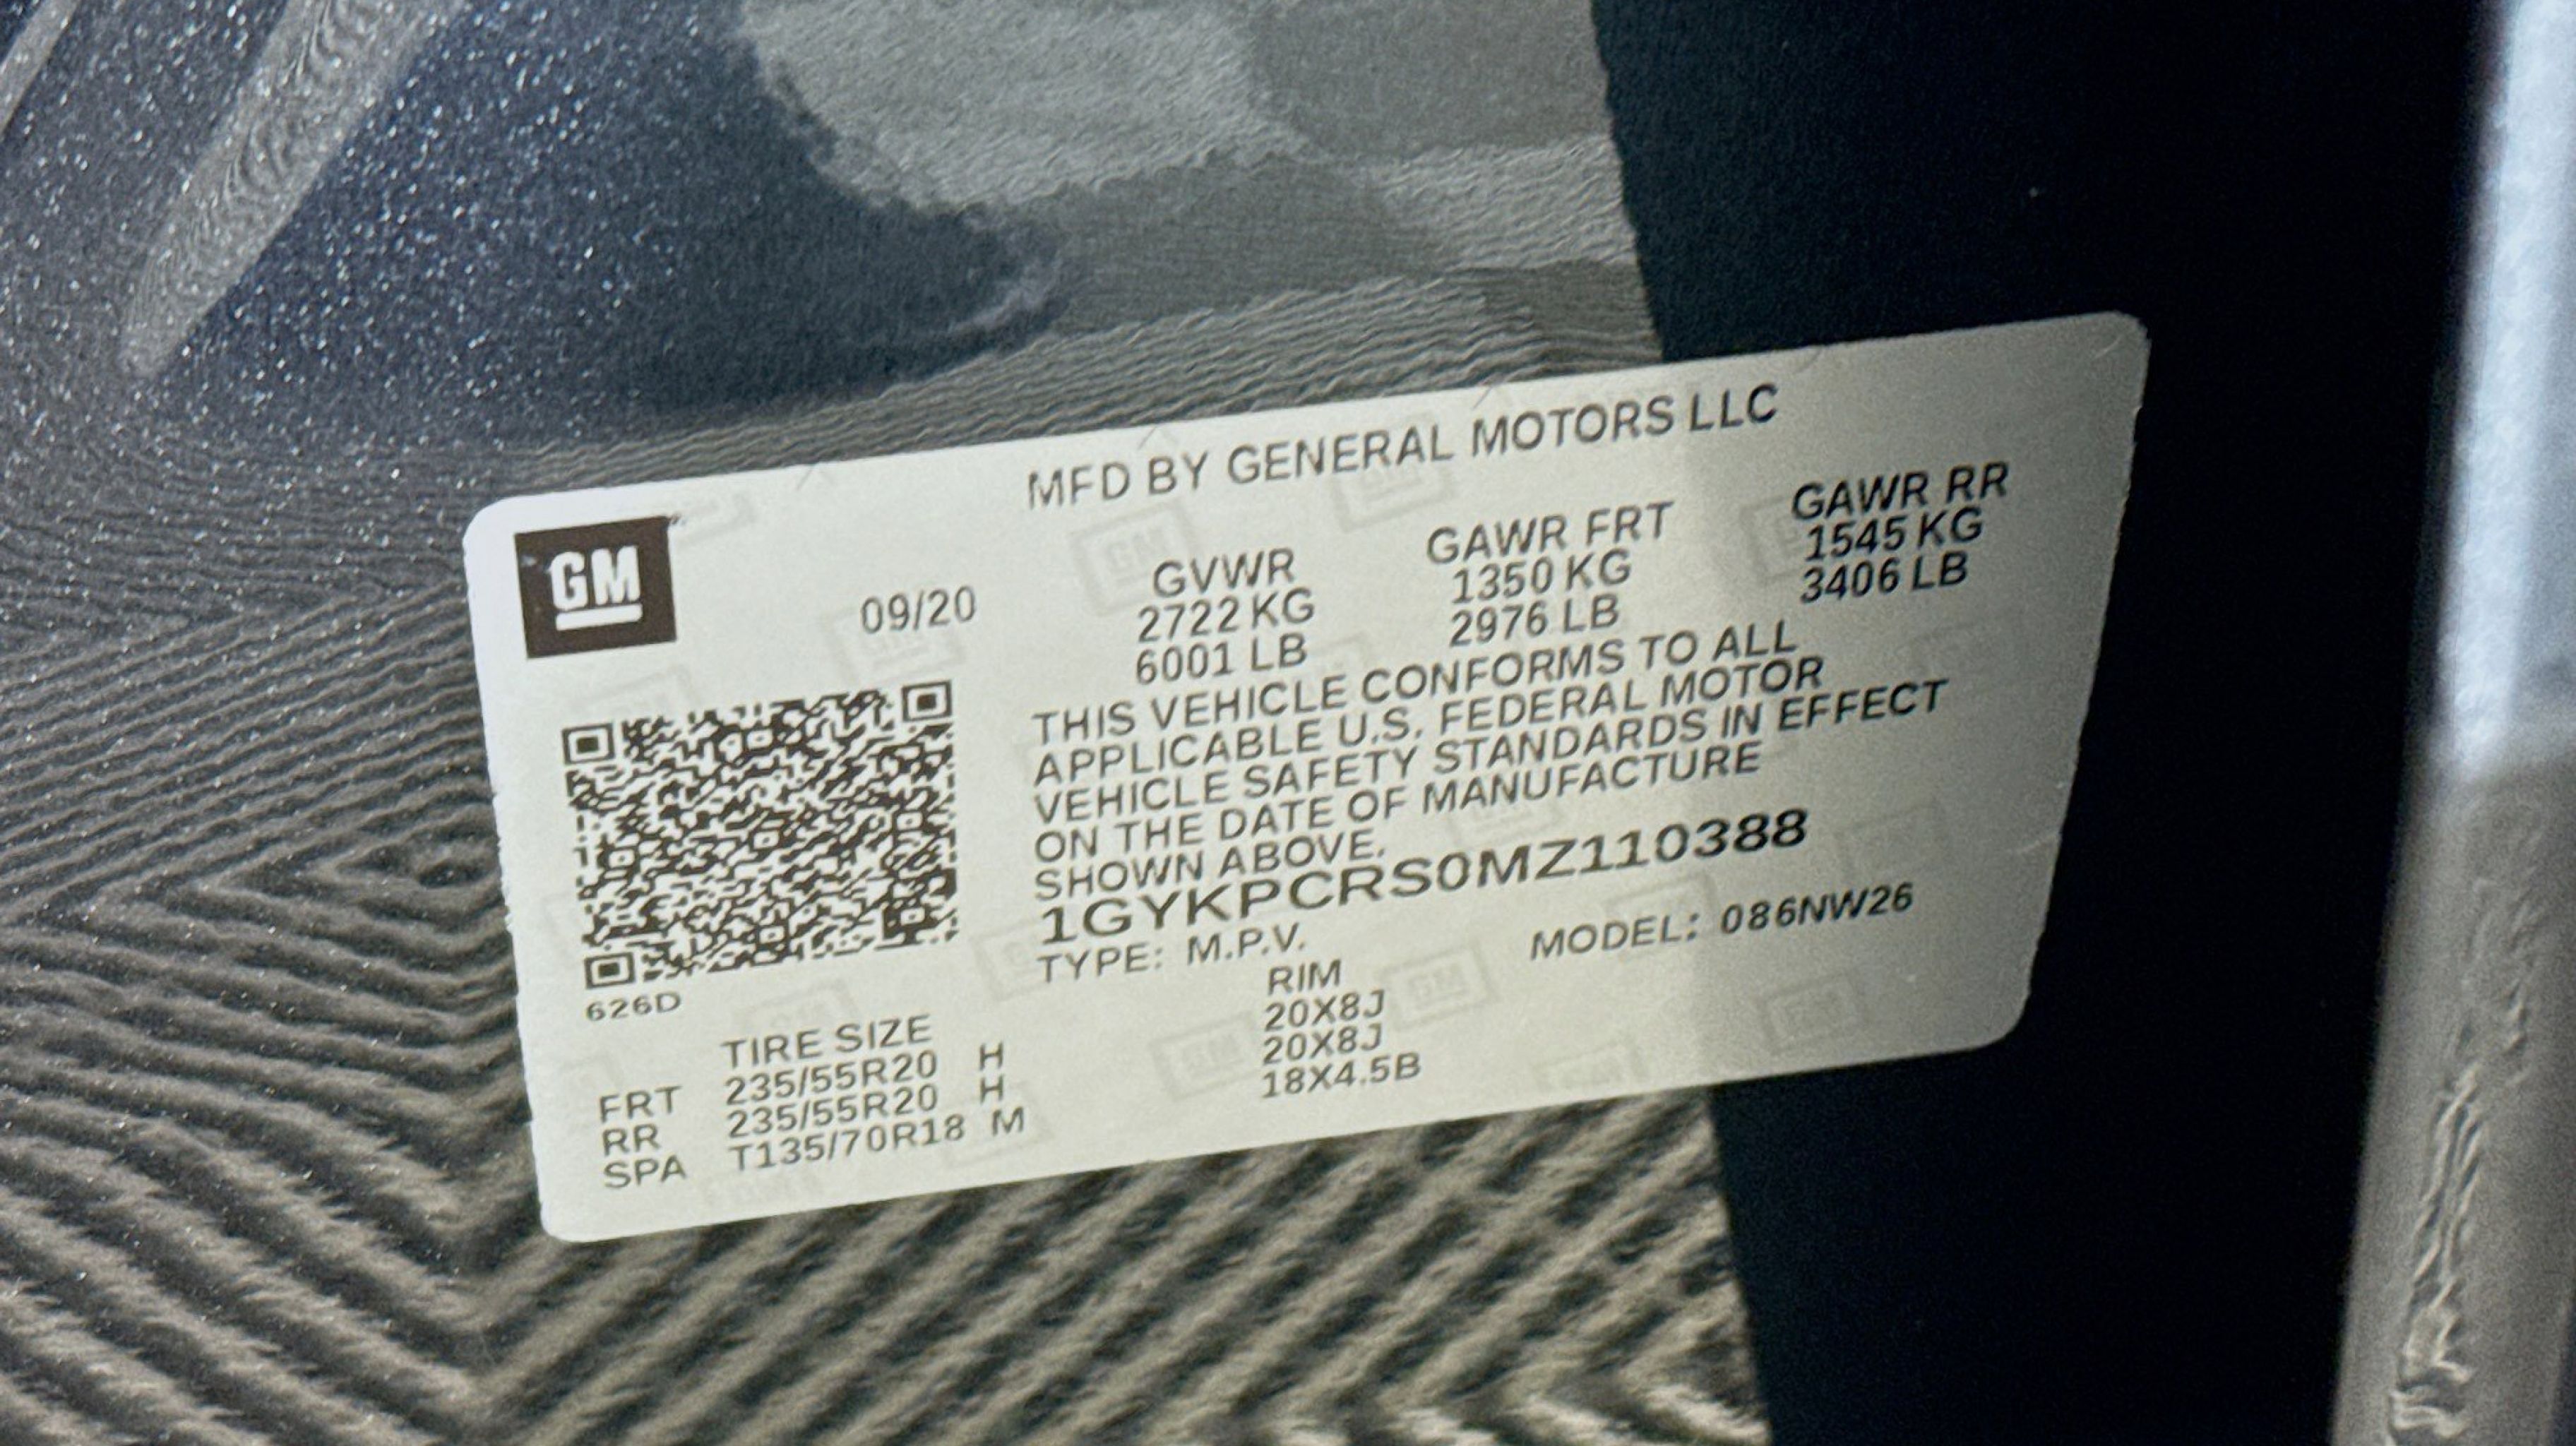 MFD BY GENERAL MOTORS LLC
GM
09/20
GVWR GAWR FRT GAWR RR
2722 KG 1350 KG 1545 KG
6001 LB 2976 LB 3406 LB
THIS VEHICLE CONFORMS TO ALL
APPLICABLE U.S. FEDERAL MOTOR
VEHICLE SAFETY STANDARDS IN EFFECT
ON THE DATE OF MANUFACTURE
SHOWN ABOVE.
1GYKPCRS0MZ110388
TYPE: M.P.V. MODEL: 086NW26
626D
TIRE SIZE RIM
FRT 235/55R20 H 20X8J
RR 235/55R20 H 20X8J
SPA T135/70R18 M 18X4.5B